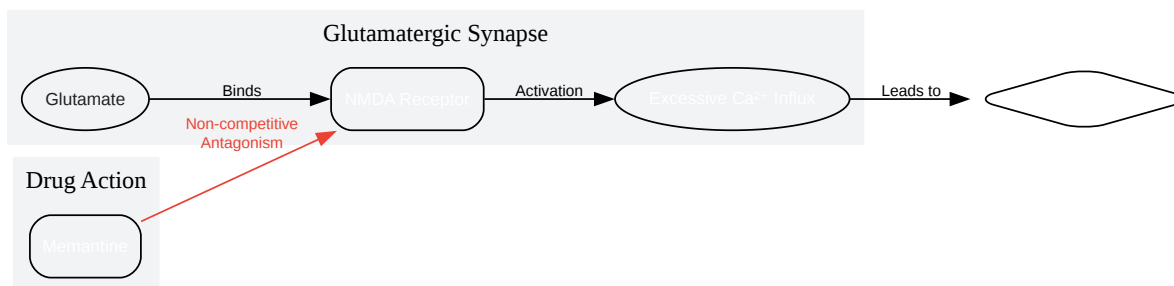 Glutamatergic Synapse
Glutamate
Binds
NMDA Receptor
Activation
Excessive Ca²⁺ Influx
Leads to
Non-competitive
Antagonism
Drug Action
Memantine